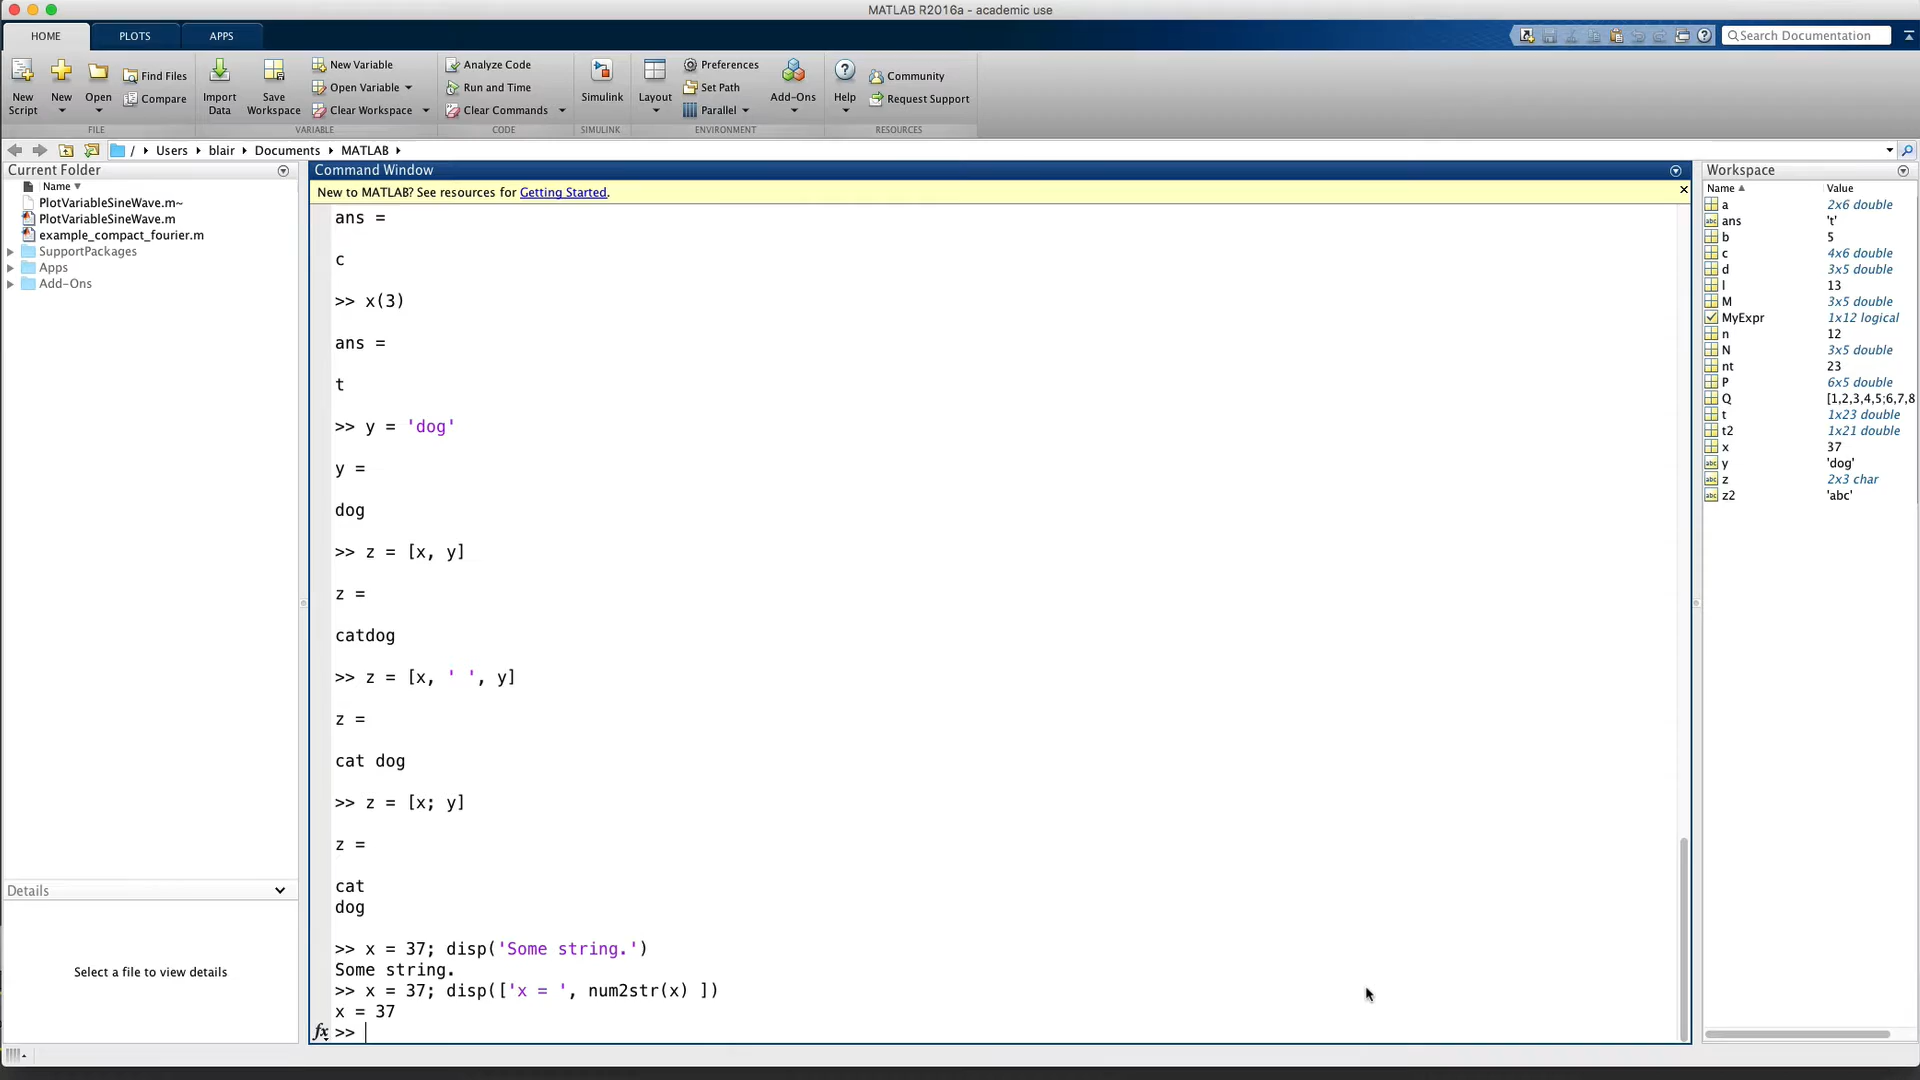 MATLAB R2016a - academic use
HOME PLOTS APPS
Search Documentation
New Script
New
Open
Find Files
Compare
Import Data
Save Workspace
New Variable
Open Variable
Clear Workspace
Analyze Code
Run and Time
Clear Commands
Simulink
Layout
Preferences
Set Path
Parallel
Add-Ons
Help
Community
Request Support
FILE VARIABLE CODE SIMULINK ENVIRONMENT RESOURCES
/ Users blair Documents MATLAB
Current Folder
Name
PlotVariableSineWave.m~
PlotVariableSineWave.m
example_compact_fourier.m
SupportPackages
Apps
Add-Ons
Details
Select a file to view details
Command Window
New to MATLAB? See resources for Getting Started.
ans =
c
>> x(3)
ans =
t
>> y = 'dog'
y =
dog
>> z = [x, y]
z =
catdog
>> z = [x, ' ', y]
z =
cat dog
>> z = [x; y]
z =
cat
dog
>> x = 37; disp('Some string.')
Some string.
>> x = 37; disp(['x = ', num2str(x) ])
x = 37
fx >>
Workspace
Name Value
a 2x6 double
abc ans 't'
b 5
c 4x6 double
d 3x5 double
l 13
M 3x5 double
MyExpr 1x12 logical
n 12
N 3x5 double
nt 23
P 6x5 double
Q [1,2,3,4,5;6,7,8
t 1x23 double
t2 1x21 double
x 37
abc y 'dog'
abc z 2x3 char
abc z2 'abc'